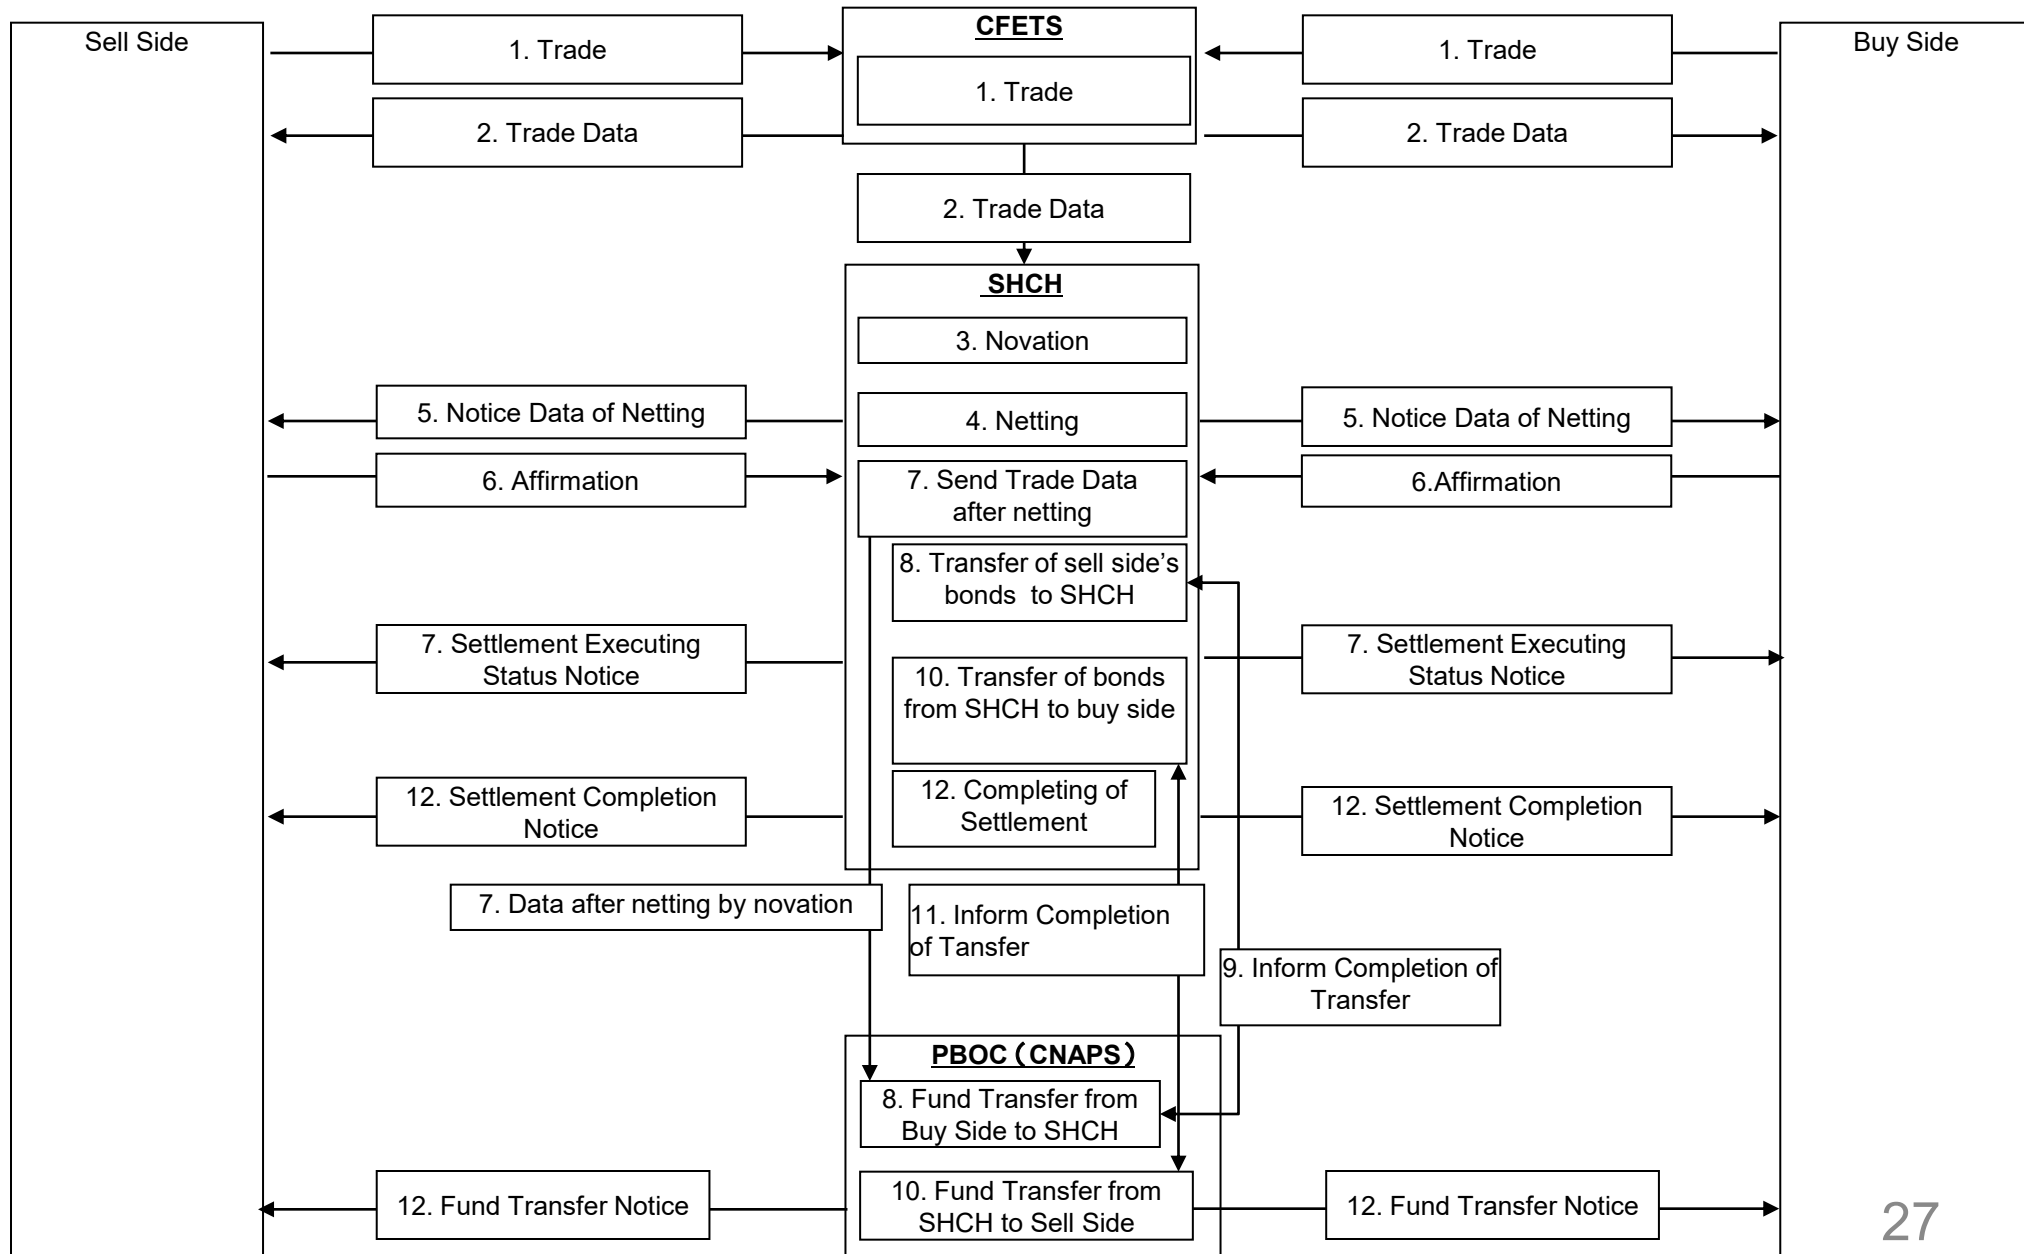 Sell Side
CFETS
Buy Side
1. Trade
1. Trade
1. Trade
2. Trade Data
2. Trade Data
2. Trade Data
SHCH
3. Novation
5. Notice Data of Netting
4. Netting
5. Notice Data of Netting
6. Affirmation
7. Send Trade Data
after netting
6.Affirmation
8. Transfer of sell side’s
bonds to SHCH
7. Settlement Executing
Status Notice
10. Transfer of bonds
from SHCH to buy side
7. Settlement Executing
Status Notice
12. Settlement Completion
Notice
12. Completing of
Settlement
12. Settlement Completion
Notice
7. Data after netting by novation
11. Inform Completion
of Tansfer
9. Inform Completion of
Transfer
PBOC（CNAPS）
8. Fund Transfer from
Buy Side to SHCH
12. Fund Transfer Notice
10. Fund Transfer from
SHCH to Sell Side
12. Fund Transfer Notice
27